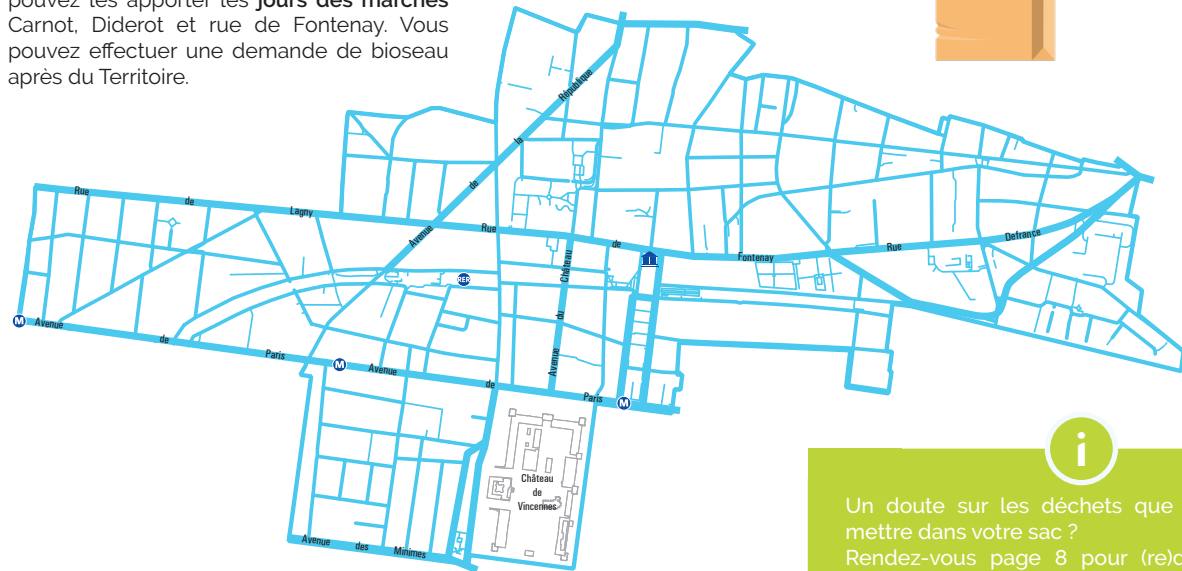 pouvez les apporter les jours des marchés
Carnot, Diderot et rue de Fontenay. Vous
pouvez effectuer une demande de bioseau
après du Territoire.
Avenue de la République
Rue de Lagny
Rue de Fontenay
Rue Defrance
RER
Avenue du Château
M
Avenue de Paris
M
Avenue de Paris
M
Château
de
Vincennes
Avenue des Minimes
i
Un doute sur les déchets que
mettre dans votre sac ?
Rendez-vous page 8 pour